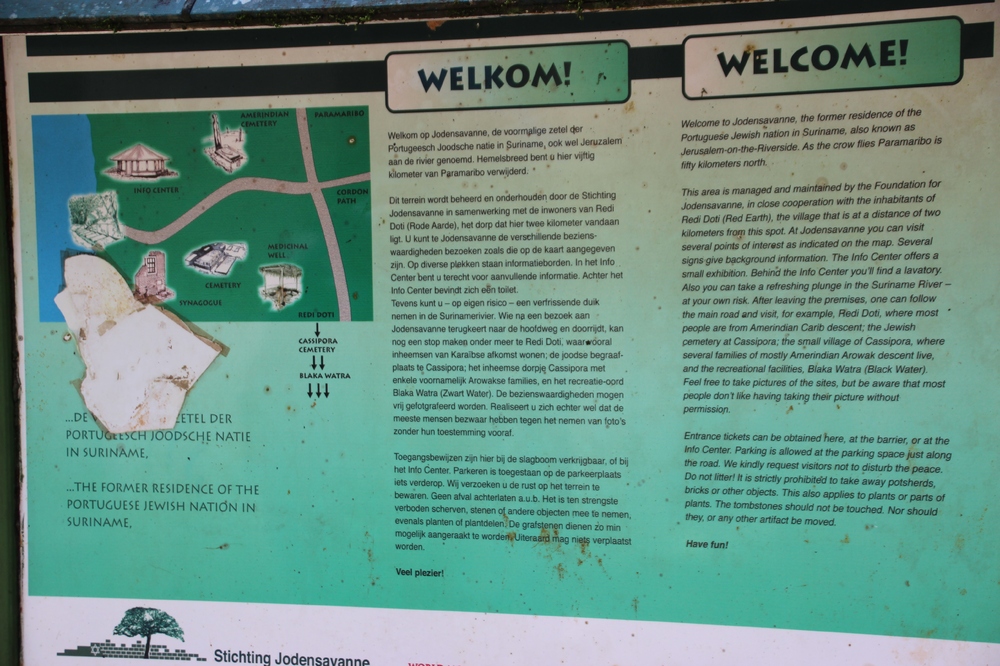 WELKOM!
Welkom op Jodensavanne, de voormalige zetel der
Portugeesch Joodsche natie in Suriname, ook wel Jeruzalem
aan de rivier genoemd. Hemelsbreed bent u hier vijftig
kilometer van Paramaribo verwijderd.
Dit terrein wordt beheerd en onderhouden door de Stichting
Jodensavanne in samenwerking met de inwoners van Redi
Doti (Rode Aarde), het dorp dat hier twee kilometer vandaan
ligt. U kunt te Jodensavanne de verschillende beziens-
waardigheden bezoeken zoals die op de kaart aangegeven
zijn. Op diverse plekken staan informatieborden. In het Info
Center bent u terecht voor aanvullende informatie. Achter het
Info Center bevindt zich een toilet.
Tevens kunt u – op eigen risico – een verfrissende duik
nemen in de Surinamerivier. Wie na een bezoek aan
Jodensavanne terugkeert naar de hoofdweg en doorrijdt, kan
nog een stop maken onder meer te Redi Doti, waar vooral
inheemsen van Karaïbse afkomst wonen; de joodse begraaf-
plaats te Cassipora; het inheemse dorpje Cassipora met
enkele voornamelijk Arowakse families, en het recreatie-oord
Blaka Watra (Zwart Water). De bezienswaardigheden mogen
vrij gefotgrafeerd worden. Realiseert u zich echter wel dat de
meeste mensen bezwaar hebben tegen het nemen van foto's
zonder hun toestemming vooraf.
Toegangsbewijzen zijn hier bij de slagboom verkrijgbaar, of bij
het Info Center. Parkeren is toegestaan op de parkeerplaats
iets verderop. Wij verzoeken u de rust op het terrein te
bewaren. Geen afval achterlaten a.u.b. Het is ten strengste
verboden scherven, stenen of andere objecten mee te nemen,
evenals planten of plantdelen. De grafstenen dienen zo min
mogelijk aangeraakt te worden. Uiteraard mag niets verplaatst
worden.
Veel plezier!
WELCOME!
Welcome to Jodensavanne, the former residence of the
Portuguese Jewish nation in Suriname, also known as
Jerusalem-on-the-Riverside. As the crow flies Paramaribo is
fifty kilometers north.
This area is managed and maintained by the Foundation for
Jodensavanne, in close cooperation with the inhabitants of
Redi Doti (Red Earth), the village that is at a distance of two
kilometers from this spot. At Jodensavanne you can visit
several points of interest as indicated on the map. Several
signs give background information. The Info Center offers a
small exhibition. Behind the Info Center you'll find a lavatory.
Also you can take a refreshing plunge in the Suriname River –
at your own risk. After leaving the premises, one can follow
the main road and visit, for example, Redi Doti, where most
people are from Amerindian Carib descent; the Jewish
cemetery at Cassipora; the small village of Cassipora, where
several families of mostly Amerindian Arowak descent live,
and the recreational facilities, Blaka Watra (Black Water).
Feel free to take pictures of the sites, but be aware that most
people don't like having taking their picture without
permission.
Entrance tickets can be obtained here, at the barrier, or at the
Info Center. Parking is allowed at the parking space just along
the road. We kindly request visitors not to disturb the peace.
Do not litter! It is strictly prohibited to take away potsherds,
bricks or other objects. This also applies to plants or parts of
plants. The tombstones should not be touched. Nor should
they, or any other artifact be moved.
Have fun!
AMERINDIAN
CEMETERY
PARAMARIBO
INFO CENTER
CORDON
PATH
MEDICINAL
WELL
CEMETERY
SYNAGOGUE
REDI DOTI
CASSIPORA
CEMETERY
BLAKA WATRA
...DE ZETEL DER
PORTUGEESCH JOODSCHE NATIE
IN SURINAME,
...THE FORMER RESIDENCE OF THE
PORTUGUESE JEWISH NATION IN
SURINAME,
Stichting Jodensavanne